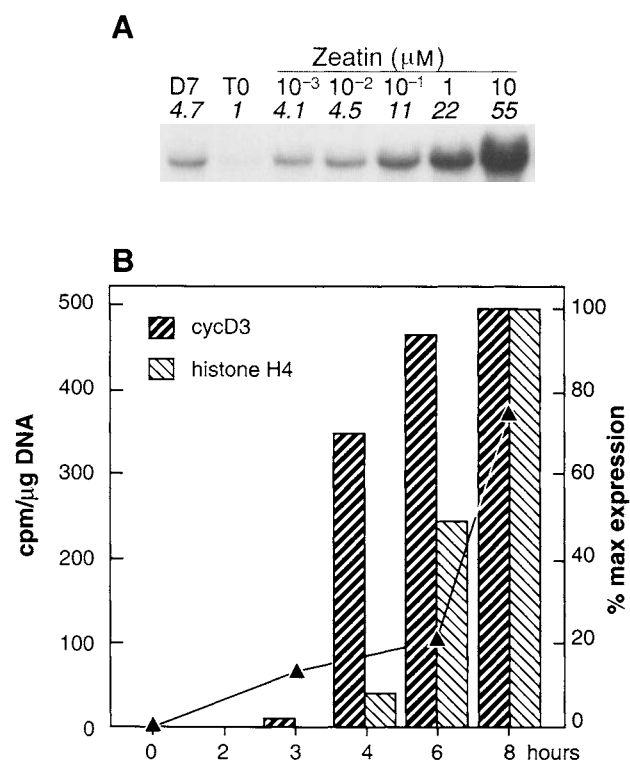 A
Zeatin (μM)
D7 T0 10⁻³ 10⁻² 10⁻¹ 1 10
4.7 1 4.1 4.5 11 22 55
B
cycD3
histone H4
500
400
300
200
100
0
cpm/μg DNA
100
80
60
40
20
0
% max expression
0 2 3 4 6 8 hours